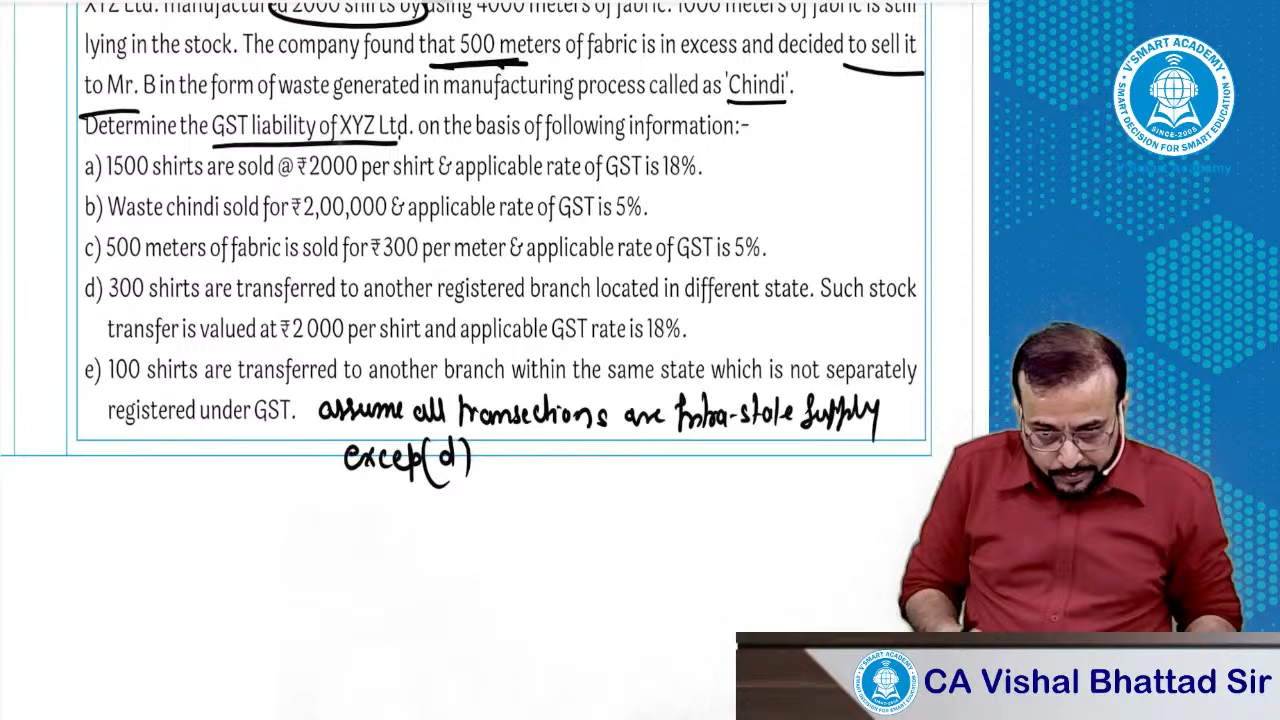 XYZ Ltd. manufactured 2000 shirts by using 4000 meters of fabric. 1000 meters of fabric is still
lying in the stock. The company found that 500 meters of fabric is in excess and decided to sell it
to Mr. B in the form of waste generated in manufacturing process called as 'Chindi'.
Determine the GST liability of XYZ Ltd. on the basis of following information:-
a) 1500 shirts are sold @ ₹2000 per shirt & applicable rate of GST is 18%.
b) Waste chindi sold for ₹2,00,000 & applicable rate of GST is 5%.
c) 500 meters of fabric is sold for ₹300 per meter & applicable rate of GST is 5%.
d) 300 shirts are transferred to another registered branch located in different state. Such stock
transfer is valued at ₹2000 per shirt and applicable GST rate is 18%.
e) 100 shirts are transferred to another branch within the same state which is not separately
registered under GST. assume all transections are Intra-state supply
excep(d)
V'SMART ACADEMY
SMART DECISION FOR SMART EDUCATION
SINCE-2005
V'Smart Academy
CA Vishal Bhattad Sir